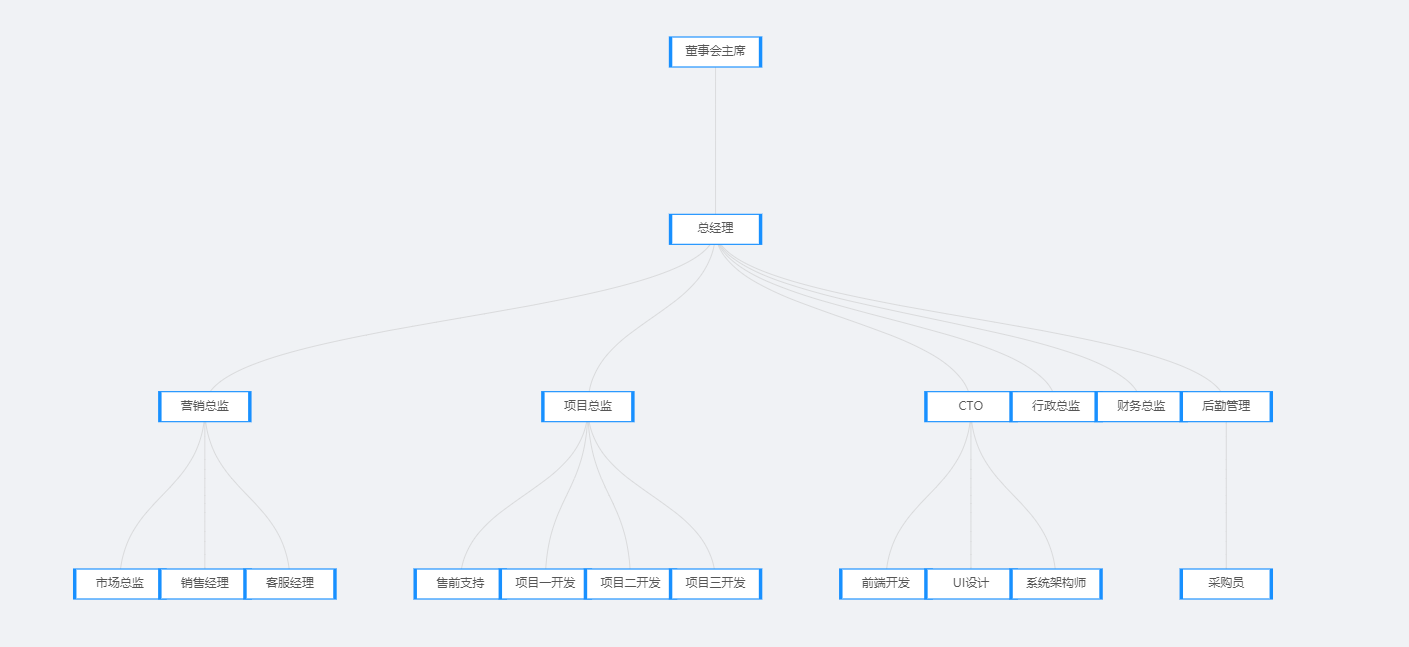 董事会主席
总经理
营销总监
项目总监
CTO
行政总监
财务总监
后勤管理
市场总监
销售经理
客服经理
售前支持
项目一开发
项目二开发
项目三开发
前端开发
UI设计
系统架构师
采购员